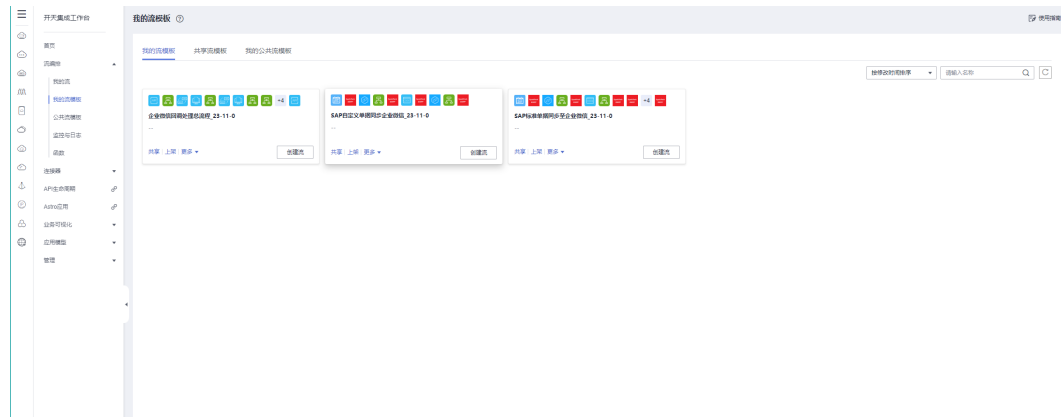 开天集成工作台
我的流模板
使用指南
首页
流编排
我的流
我的流模板
公共流模板
监控与日志
函数
连接器
API生命周期
Astro应用
业务可视化
应用模型
管理
我的流模板 共享流模板 我的公共流模板
按修改时间排序 请输入名称
+4
企业微信回调处理总流程_23-11-0
...
共享 上架 更多 创建流
SAP自定义单据同步企业微信_23-11-0
...
共享 上架 更多 创建流
+4
SAP标准单据同步至企业微信_23-11-0
...
共享 上架 更多 创建流